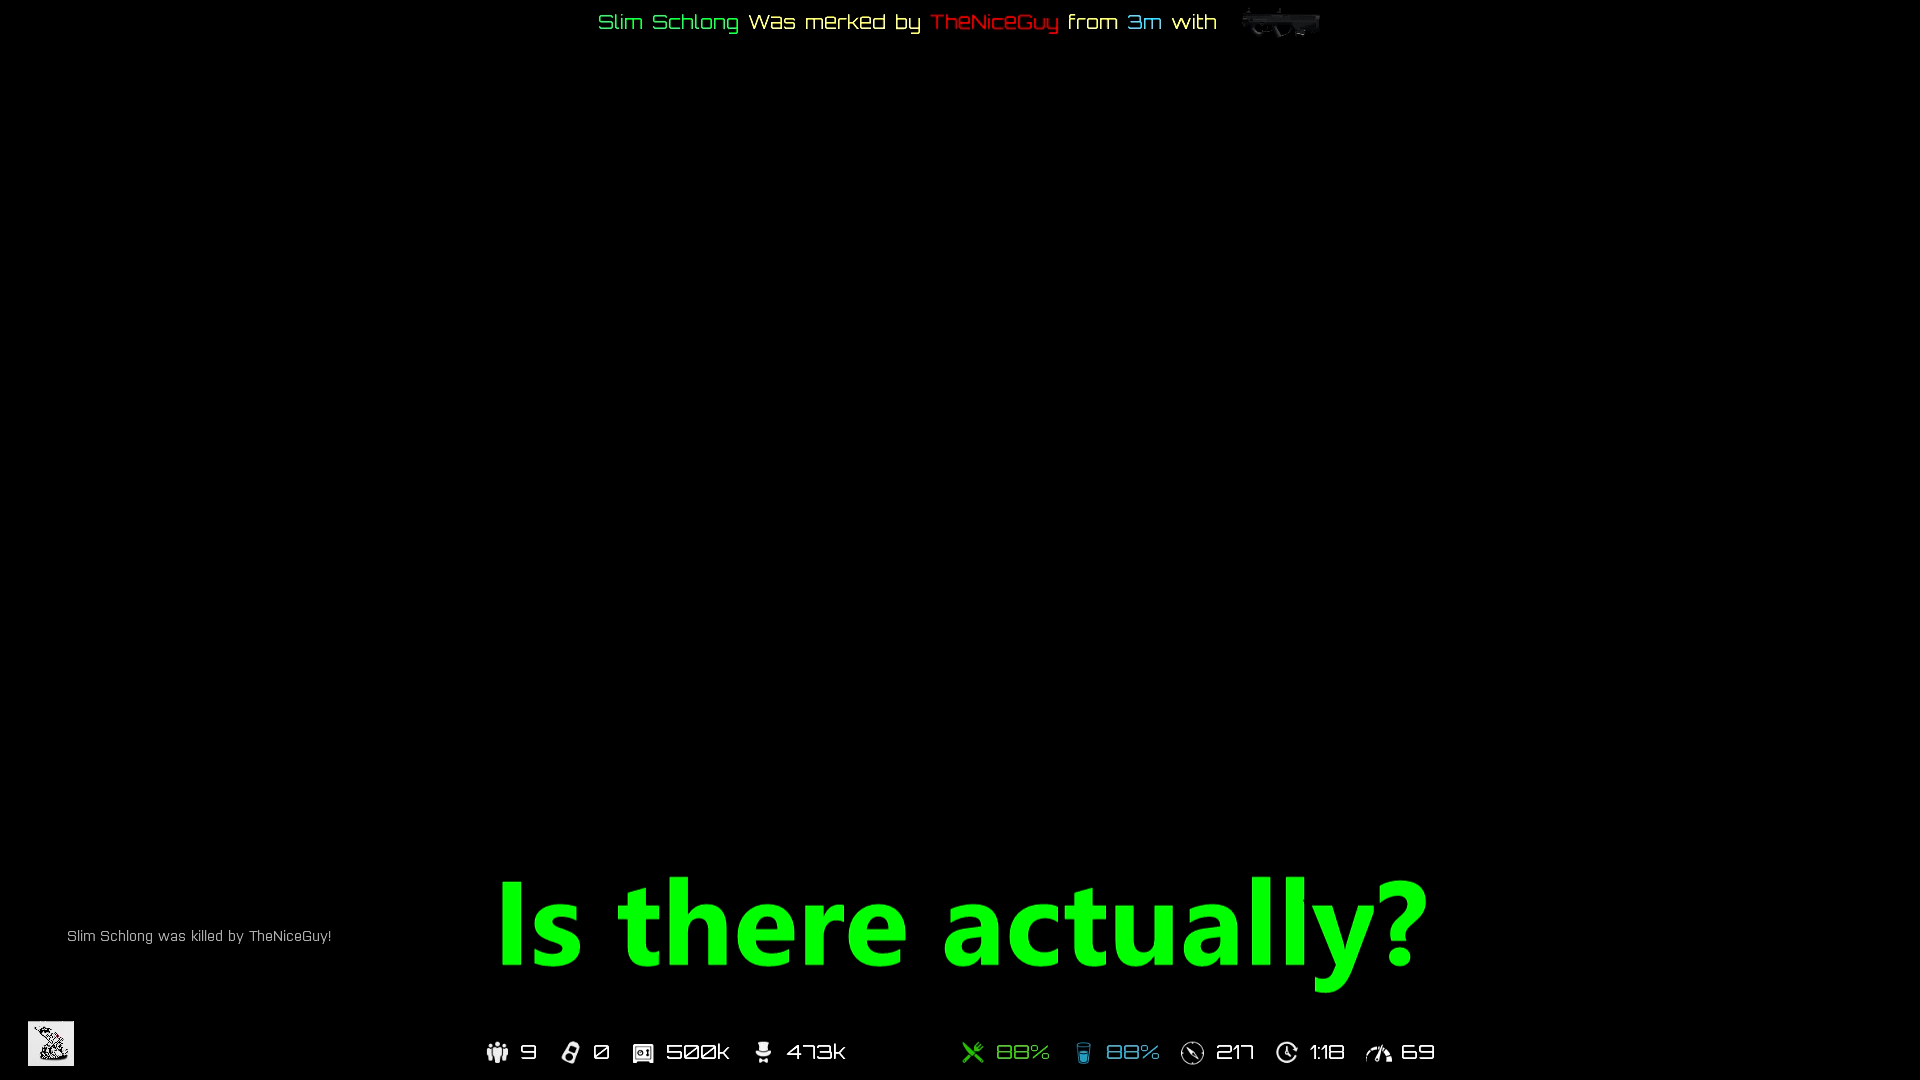 Slim Schlong Was merked by TheNiceGuy from 3m with
Is there actually?
Slim Schlong was killed by TheNiceGuy!
9 0 500k 473k 88% 88% 217 1:18 69